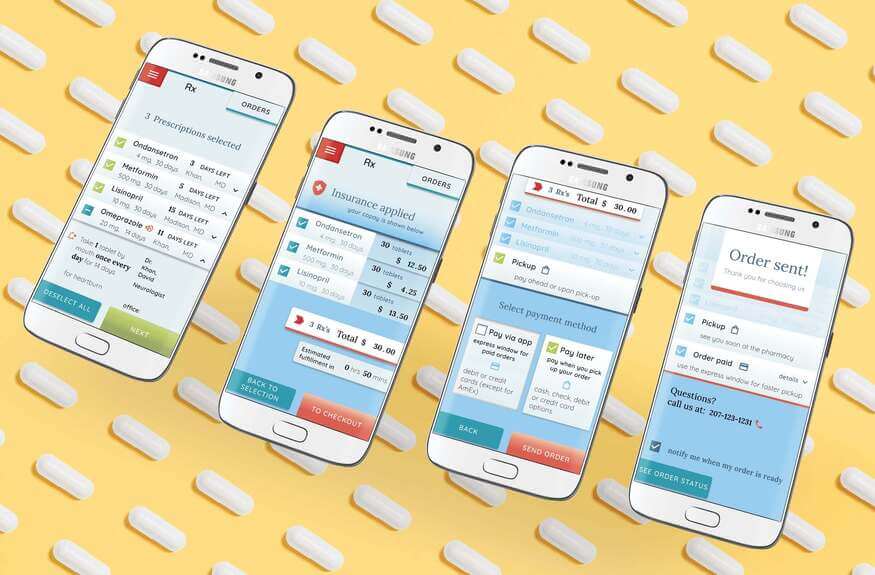 SAMSUNG
Rx
ORDERS
3 Prescriptions selected
Ondansetron 3 DAYS LEFT
4 mg, 30 days Khan, MD
Metformin 5 DAYS LEFT
500 mg, 30 days Madison, MD
Lisinopril 15 DAYS LEFT
10 mg, 30 days Madison, MD
Omeprazole 11 DAYS LEFT
20 mg, 14 days Khan, MD
Take 1 tablet by
mouth once every
day for 14 days
for heartburn
Dr.
Khan,
David
Neurologist
office
DESELECT ALL
NEXT
SAMSUNG
Rx
ORDERS
Insurance applied
your copay is shown below
Ondansetron 30 tablets
4 mg, 30 days $ 12.50
Metformin 30 tablets
500 mg, 30 days $ 4.25
Lisinopril 30 tablets
10 mg, 30 days $ 13.50
3 Rx's Total $ 30.00
Estimated
fulfillment in 0 hrs 50 mins
BACK TO
SELECTION
TO CHECKOUT
SAMSUNG
3 Rx's Total $ 30.00
Ondansetron
4 mg, 30 days
Metformin
500 mg, 30 days
Lisinopril
10 mg, 30 days
Pickup
pay ahead or upon pick-up
Select payment method
Pay via app
express window for
paid orders
debit or credit
cards (except for
AmEx)
Pay later
pay when you pick
up your order
cash, check, debit
or credit card
options
BACK
SEND ORDER
SAMSUNG
Order sent!
Thank you for choosing us
Lisinopril
Pickup
see you soon at the pharmacy
Order paid
details
use the express window for faster pickup
Questions?
call us at: 207-123-1231
notify me when my order is ready
SEE ORDER STATUS